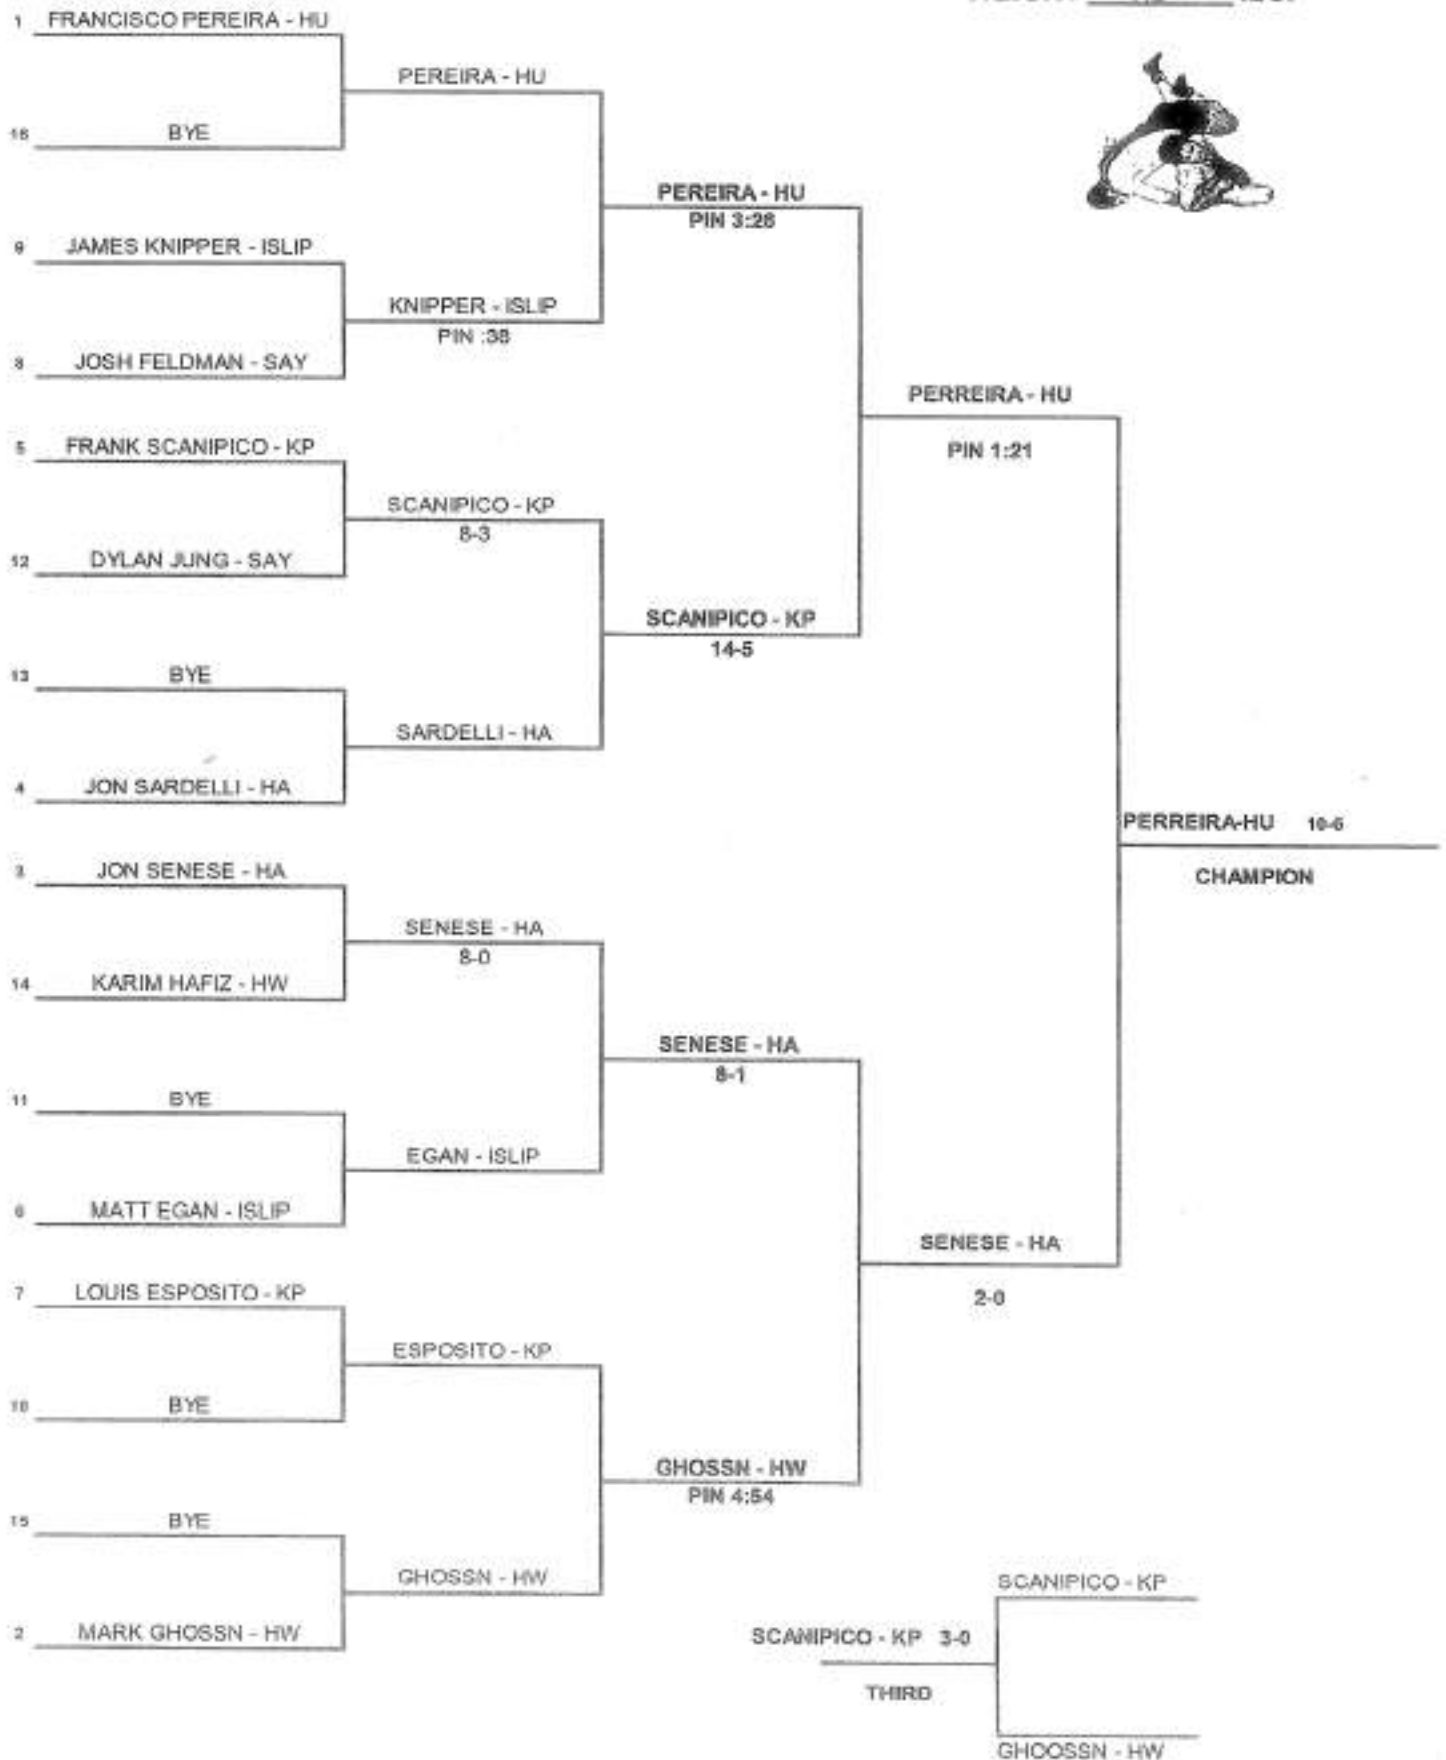 1 FRANCISCO PEREIRA - HU
PEREIRA - HU
16 BYE
PEREIRA - HU
PIN 3:26
9 JAMES KNIPPER - ISLIP
KNIPPER - ISLIP
PIN :38
8 JOSH FELDMAN - SAY
PERREIRA - HU
PIN 1:21
5 FRANK SCANIPICO - KP
SCANIPICO - KP
8-3
12 DYLAN JUNG - SAY
SCANIPICO - KP
14-5
13 BYE
SARDELLI - HA
4 JON SARDELLI - HA
PERREIRA-HU 10-6
CHAMPION
3 JON SENESE - HA
SENESE - HA
8-0
14 KARIM HAFIZ - HW
SENESE - HA
8-1
11 BYE
EGAN - ISLIP
6 MATT EGAN - ISLIP
SENESE - HA
2-0
7 LOUIS ESPOSITO - KP
ESPOSITO - KP
10 BYE
GHOSSN - HW
PIN 4:54
15 BYE
GHOSSN - HW
2 MARK GHOSSN - HW
SCANIPICO - KP
SCANIPICO - KP 3-0
THIRD
GHOOSSN - HW